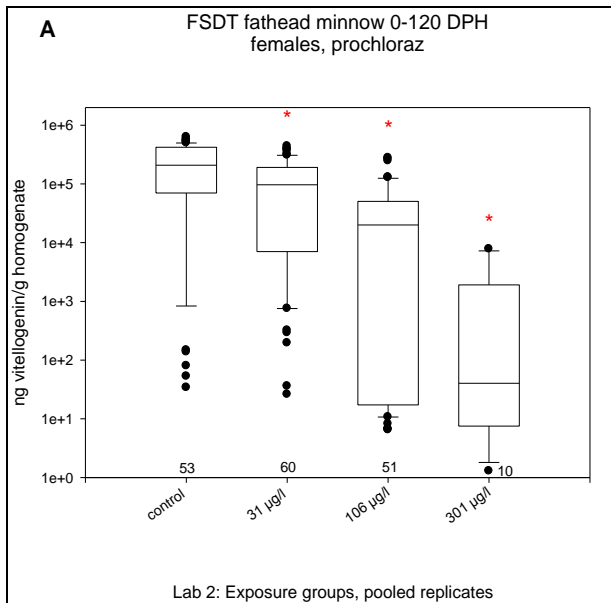 A
FSDT fathead minnow 0-120 DPH
females, prochloraz
ng vitellogenin/g homogenate
1e+6
1e+5
1e+4
1e+3
1e+2
1e+1
1e+0
* * *
53 60 51 10
control 31 µg/l 106 µg/l 301 µg/l
Lab 2: Exposure groups, pooled replicates